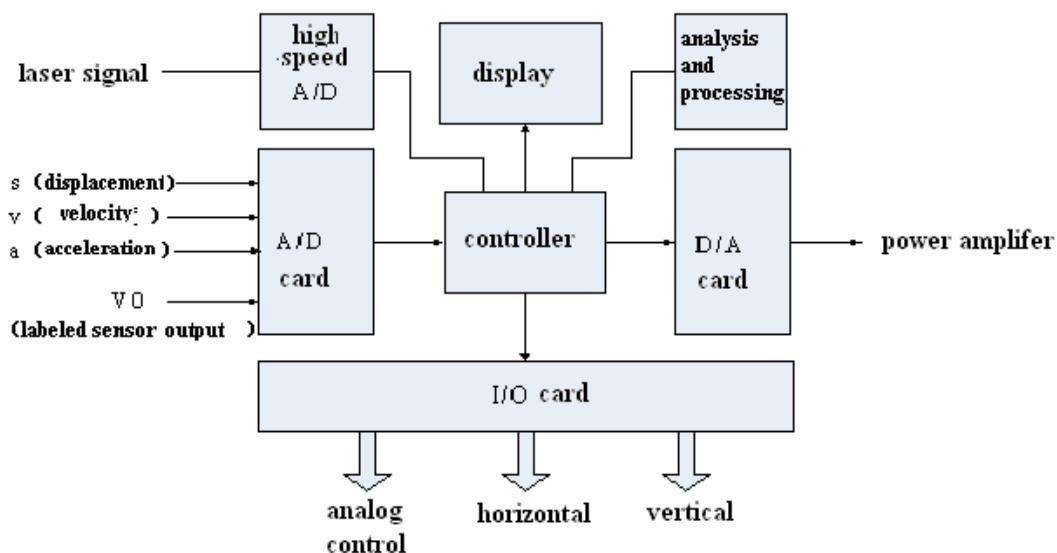 laser signal
high
-speed
A/D
display
analysis
and
processing
s (displacement)
v ( velocity )
a (acceleration)
V0
(labeled sensor output )
A/D
card
controller
D/A
card
power amplifer
I/O card
analog
control
horizontal
vertical